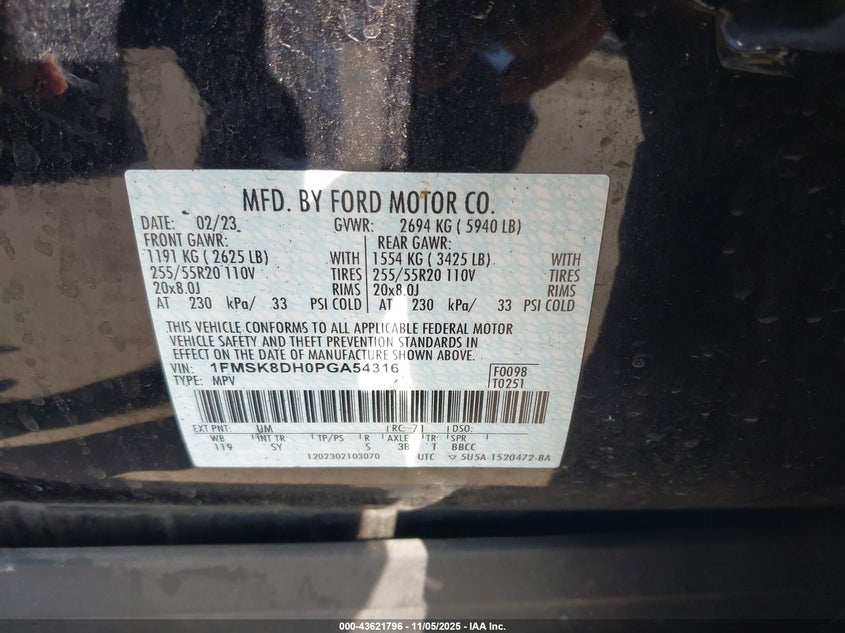 MFD. BY FORD MOTOR CO.
DATE: 02/23 GVWR: 2694 KG ( 5940 LB)
FRONT GAWR: REAR GAWR:
1191 KG ( 2625 LB) WITH 1554 KG ( 3425 LB) WITH
255/55R20 110V TIRES 255/55R20 110V TIRES
20x8.0J RIMS 20x8.0J RIMS
AT 230 kPa/ 33 PSI COLD AT 230 kPa/ 33 PSI COLD
THIS VEHICLE CONFORMS TO ALL APPLICABLE FEDERAL MOTOR
VEHICLE SAFETY AND THEFT PREVENTION STANDARDS IN
EFFECT ON THE DATE OF MANUFACTURE SHOWN ABOVE.
VIN: 1FMSK8DH0PGA54316 F0098
TYPE: MPV T0251
EXT PNT: UM RC: 71 DSO:
WB INT TR TP/PS R AXLE TR SPR
119 SY S 3B T BBCC
1202302103070 UTC ▽ 5U5A-1520472-BA
000-43621796 - 11/05/2025 - IAA Inc.